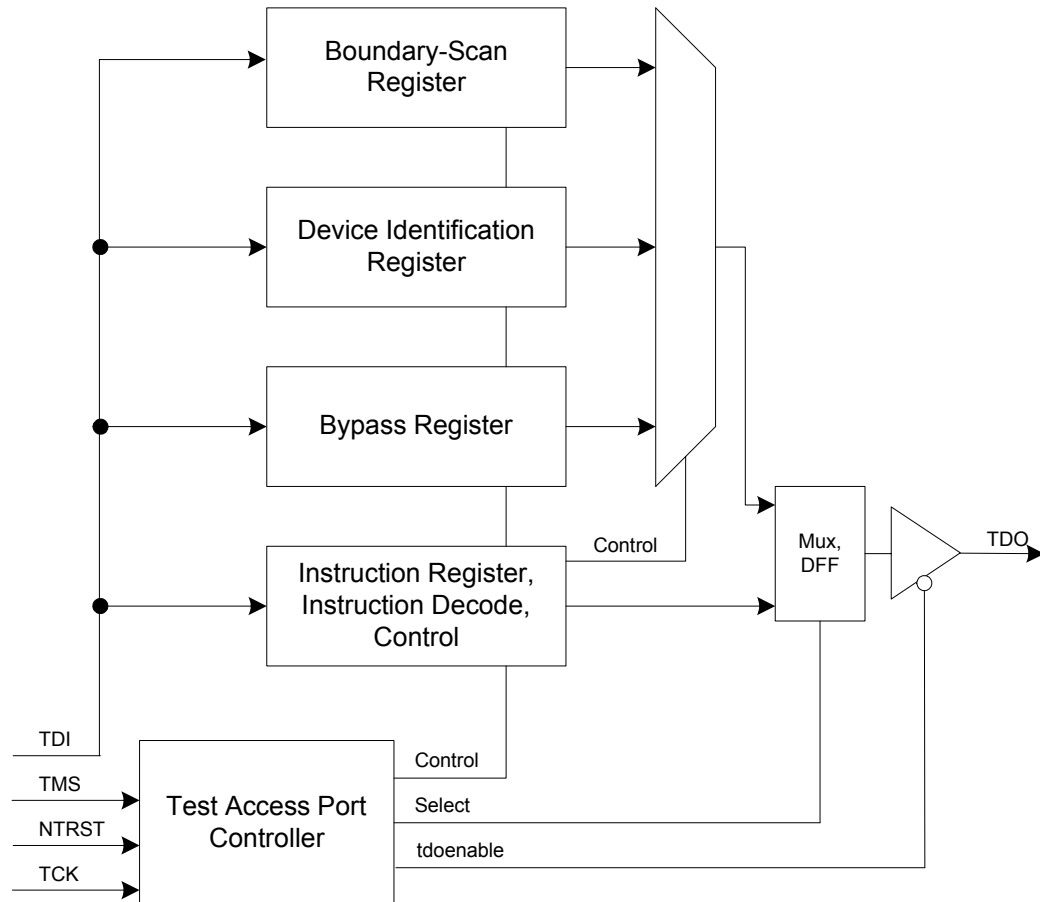 Boundary-Scan
Register
Device Identification
Register
Bypass Register
Control
Instruction Register,
Instruction Decode,
Control
Mux,
DFF
TDO
TDI
TMS
NTRST
TCK
Test Access Port
Controller
Control
Select
tdoenable